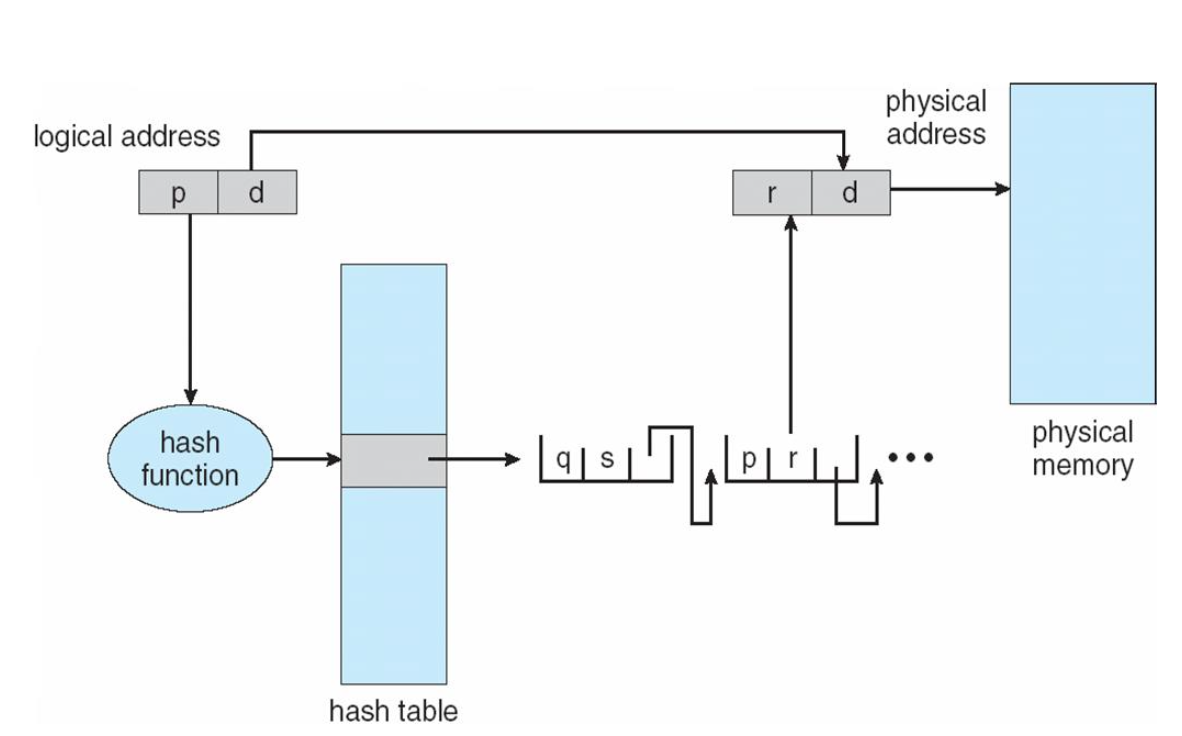 logical address
p d
physical
address
r d
hash
function
q s
p r
•••
physical
memory
hash table